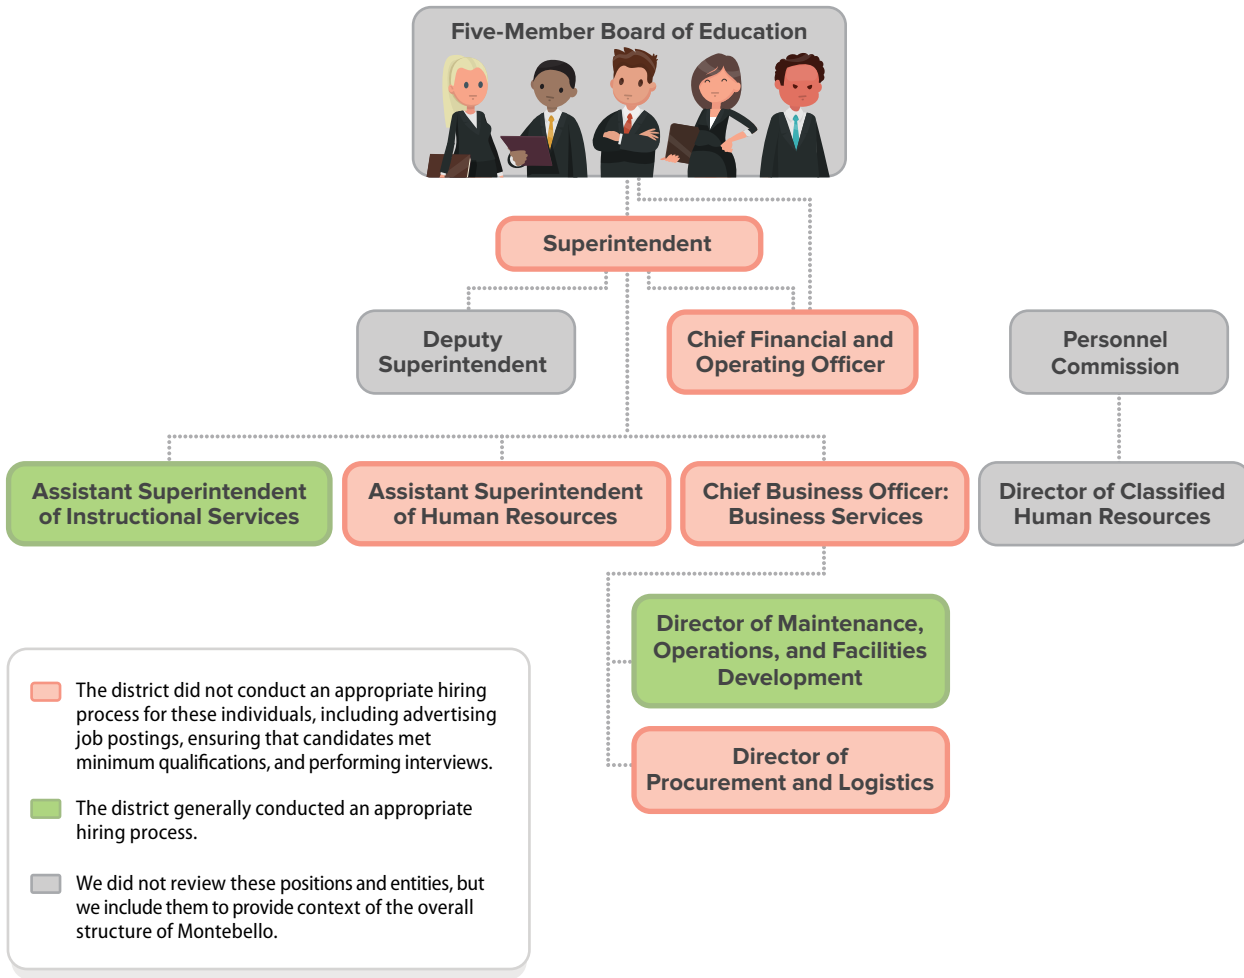 Five-Member Board of Education
Superintendent
Deputy
Superintendent
Chief Financial and
Operating Officer
Personnel
Commission
Assistant Superintendent
of Instructional Services
Assistant Superintendent
of Human Resources
Chief Business Officer:
Business Services
Director of Classified
Human Resources
Director of Maintenance,
Operations, and Facilities
Development
Director of
Procurement and Logistics
The district did not conduct an appropriate hiring
process for these individuals, including advertising
job postings, ensuring that candidates met
minimum qualifications, and performing interviews.
The district generally conducted an appropriate
hiring process.
We did not review these positions and entities, but
we include them to provide context of the overall
structure of Montebello.